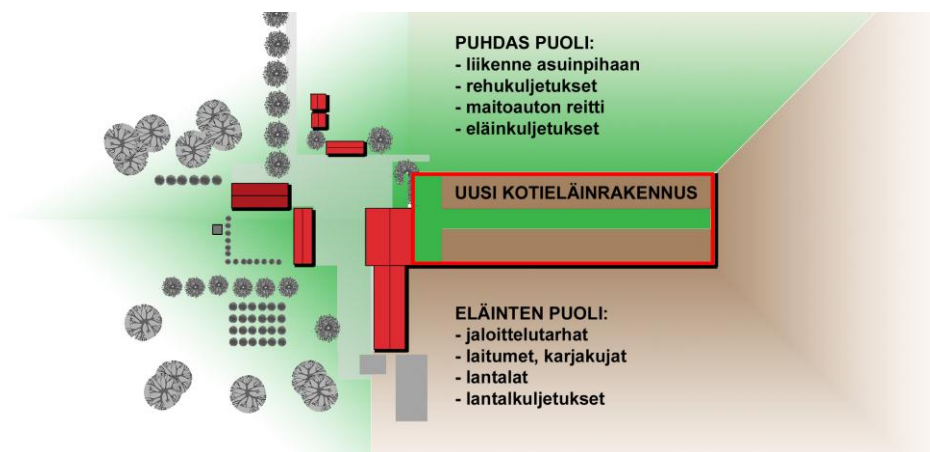 PUHDAS PUOLI:
- liikenne asuinpihaan
- rehukuljetukset
- maitoauton reitti
- eläinkuljetukset
UUSI KOTIELÄINRAKENNUS
ELÄINTEN PUOLI:
- jaloittelutarhat
- laitumet, karjakujat
- lantalat
- lantalkuljetukset